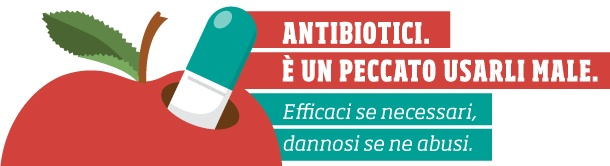 ANTIBIOTICI.
È UN PECCATO USARLI MALE.
Efficaci se necessari,
dannosi se ne abusi.